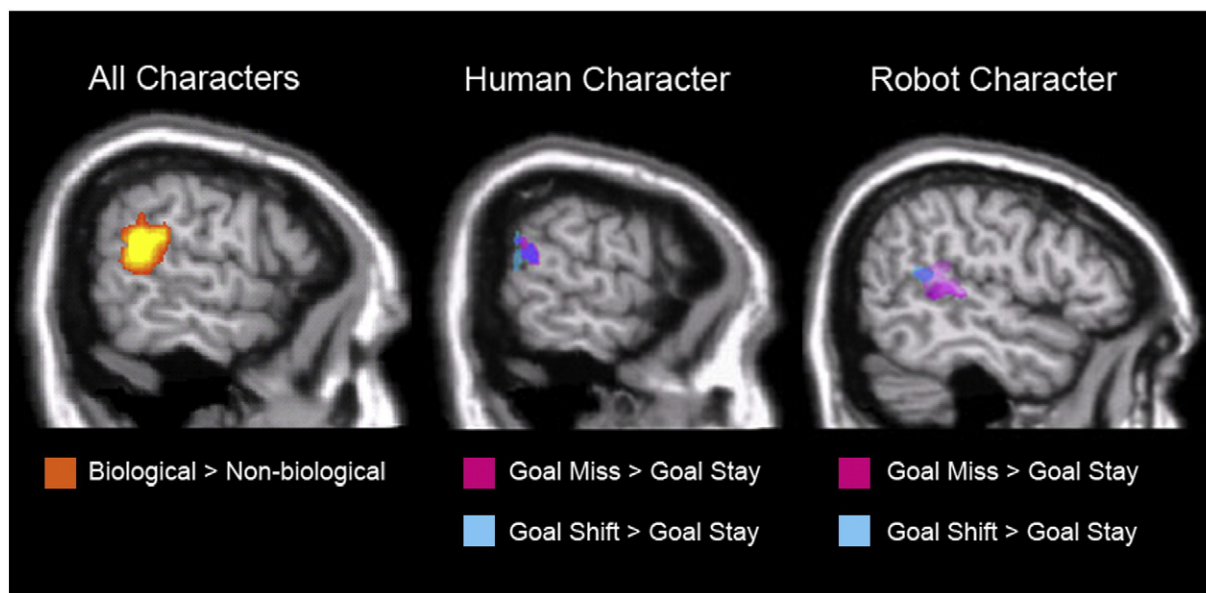 All Characters
Human Character
Robot Character
Biological > Non-biological
Goal Miss > Goal Stay
Goal Miss > Goal Stay
Goal Shift > Goal Stay
Goal Shift > Goal Stay